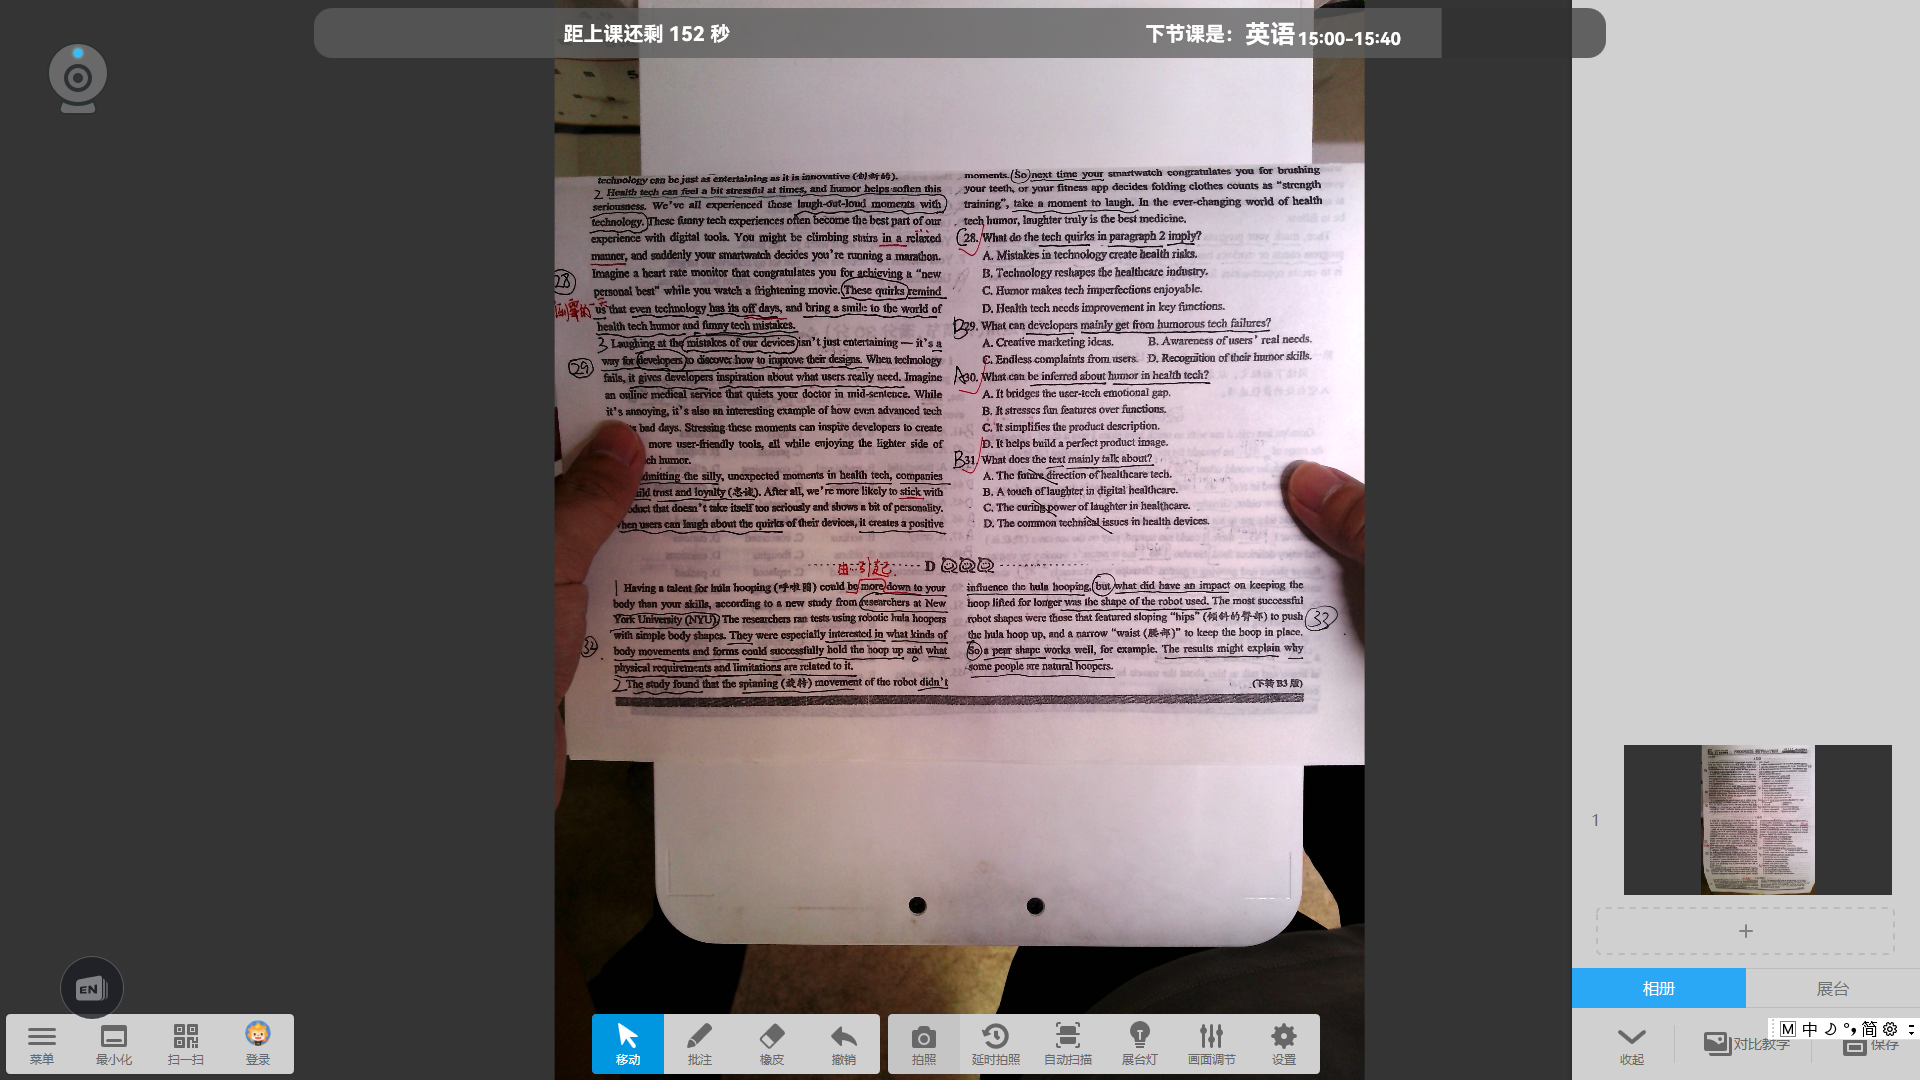 距上课还剩 152 秒
下节课是：英语 15:00-15:40
technology can be just as entertaining as it is innovative (创新的).
2 Health tech can feel a bit stressful at times, and humor helps soften this
seriousness. We've all experienced those laugh-out-loud moments with
technology. These funny tech experiences often become the best part of our
experience with digital tools. You might be climbing stairs in a relaxed
manner, and suddenly your smartwatch decides you're running a marathon.
Imagine a heart rate monitor that congratulates you for achieving a “new
28
personal best” while you watch a frightening movie. These quirks remind
us that even technology has its off days, and bring a smile to the world of
health tech humor and funny tech mistakes.
3 Laughing at the mistakes of our devices isn't just entertaining — it's a
way for developers to discover how to improve their designs. When technology
29
fails, it gives developers inspiration about what users really need. Imagine
an online medical service that quiets your doctor in mid-sentence. While
it's annoying, it's also an interesting example of how even advanced tech
bad days. Stressing these moments can inspire developers to create
more user-friendly tools, all while enjoying the lighter side of
ch humor.
dmitting the silly, unexpected moments in health tech, companies
ild trust and loyalty (忠诚). After all, we're more likely to stick with
oduct that doesn't take itself too seriously and shows a bit of personality.
hen users can laugh about the quirks of their devices, it creates a positive
moments. So next time your smartwatch congratulates you for brushing
your teeth, or your fitness app decides folding clothes counts as “strength
training”, take a moment to laugh. In the ever-changing world of health
tech humor, laughter truly is the best medicine.
C 28. What do the tech quirks in paragraph 2 imply?
A. Mistakes in technology create health risks.
B. Technology reshapes the healthcare industry.
C. Humor makes tech imperfections enjoyable.
D. Health tech needs improvement in key functions.
B 29. What can developers mainly get from humorous tech failures?
A. Creative marketing ideas. B. Awareness of users' real needs.
C. Endless complaints from users. D. Recognition of their humor skills.
A 30. What can be inferred about humor in health tech?
A. It bridges the user-tech emotional gap.
B. It stresses fun features over functions.
C. It simplifies the product description.
D. It helps build a perfect product image.
B 31. What does the text mainly talk about?
A. The future direction of healthcare tech.
B. A touch of laughter in digital healthcare.
C. The curing power of laughter in healthcare.
D. The common technical issues in health devices.
由…引起
D
1 Having a talent for hula hooping (呼啦圈) could be more down to your
body than your skills, according to a new study from researchers at New
York University (NYU). The researchers ran tests using robotic hula hoopers
with simple body shapes. They were especially interested in what kinds of
32
body movements and forms could successfully hold the hoop up and what
physical requirements and limitations are related to it.
2 The study found that the spinning (旋转) movement of the robot didn't
influence the hula hooping, but what did have an impact on keeping the
hoop lifted for longer was the shape of the robot used. The most successful
robot shapes were those that featured sloping “hips” (倾斜的臀部) to push
33
the hula hoop up, and a narrow “waist (腰部)” to keep the hoop in place.
So a pear shape works well, for example. The results might explain why
some people are natural hoopers.
(下转 B3 版)
1
+
相册
展台
EN
菜单
最小化
扫一扫
登录
移动
批注
橡皮
撤销
拍照
延时拍照
自动扫描
展台灯
画面调节
设置
收起
对比教学
保存
M 中 简